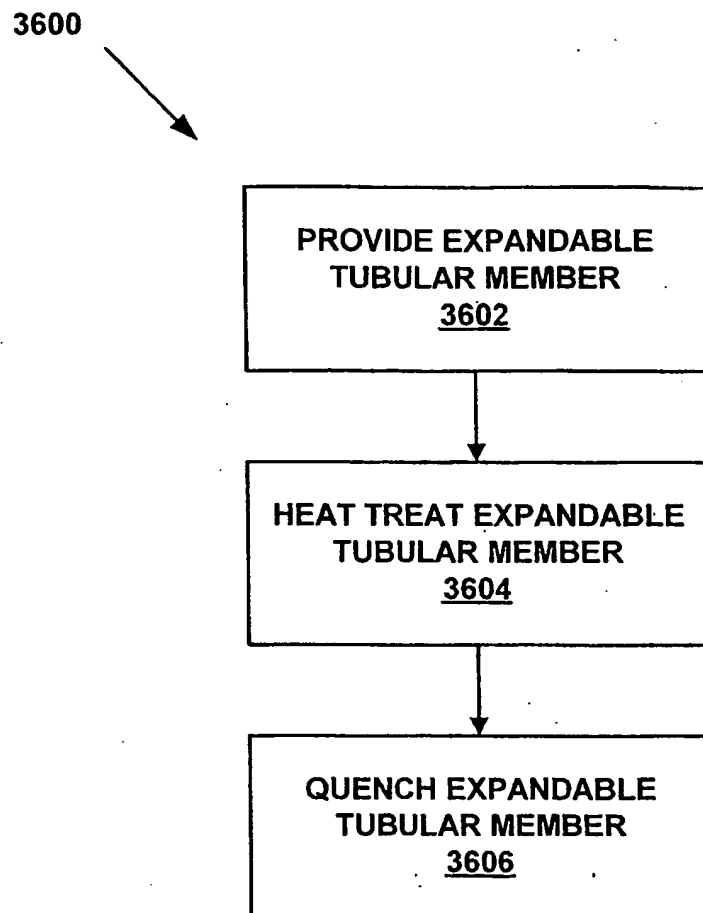 3600
PROVIDE EXPANDABLE
TUBULAR MEMBER
3602
HEAT TREAT EXPANDABLE
TUBULAR MEMBER
3604
QUENCH EXPANDABLE
TUBULAR MEMBER
3606